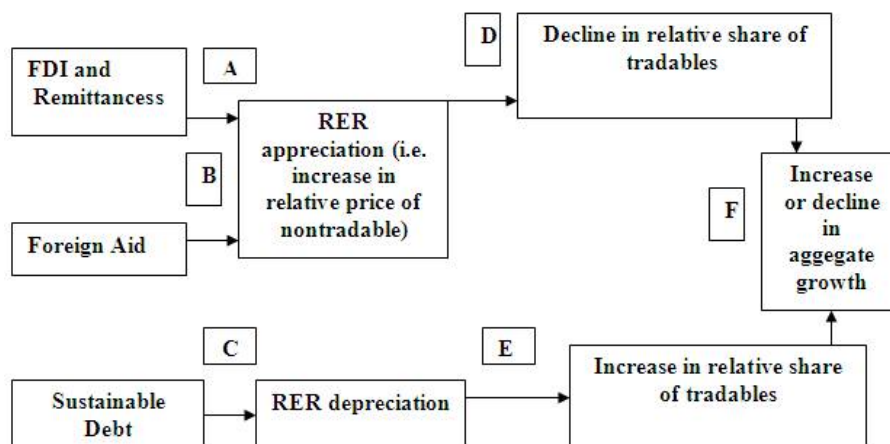 FDI and
Remittancess
A
D
Decline in relative share of
tradables
RER
appreciation (i.e.
increase in
relative price of
nontradable)
B
Foreign Aid
F
Increase
or decline
in
aggegate
growth
C
E
Sustainable
Debt
RER depreciation
Increase in relative share
of tradables